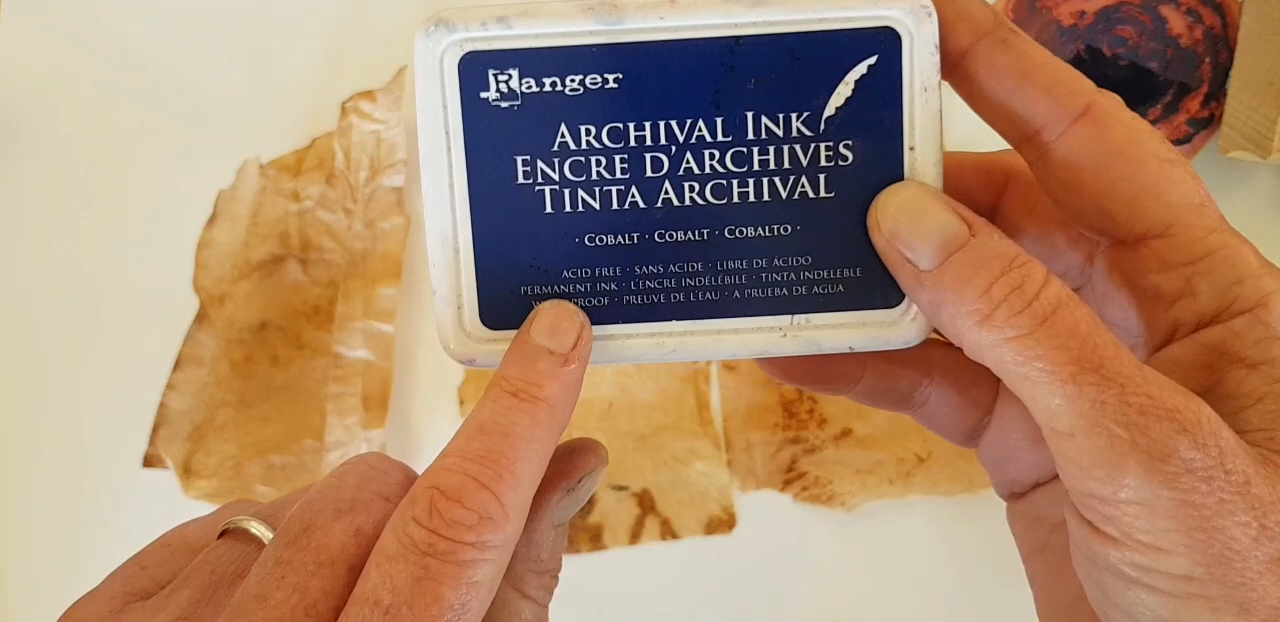 Ranger
ARCHIVAL INK
ENCRE D'ARCHIVES
TINTA ARCHIVAL
· COBALT · COBALT · COBALTO ·
ACID FREE · SANS ACIDE · LIBRE DE ÁCIDO
PERMANENT INK · L'ENCRE INDÉLÉBILE · TINTA INDELEBLE
PROOF · PREUVE DE L'EAU · A PRUEBA DE AGUA